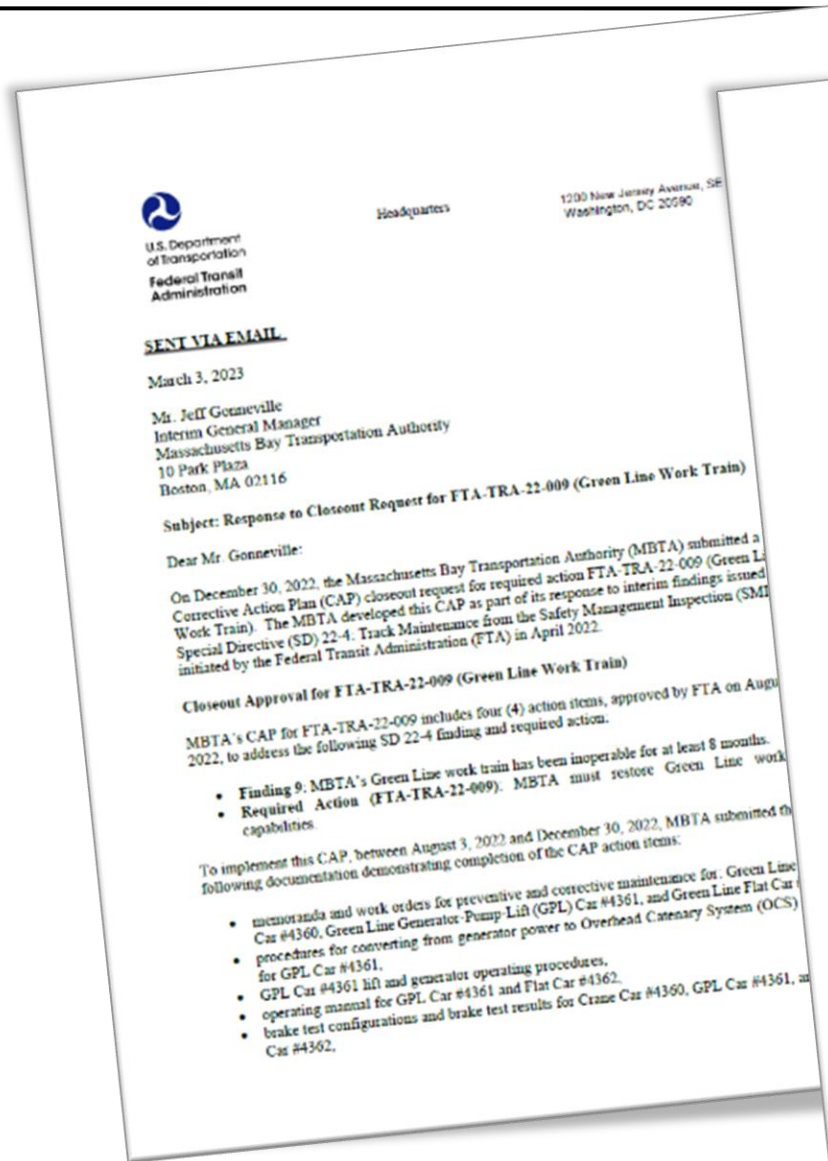 U.S. Department
of Transportation
Federal Transit
Administration
Headquarters
1200 New Jersey Avenue, SE
Washington, DC 20590
SENT VIA EMAIL
March 3, 2023
Mr. Jeff Gonneville
Interim General Manager
Massachusetts Bay Transportation Authority
10 Park Plaza
Boston, MA 02116
Subject: Response to Closeout Request for FTA-TRA-22-009 (Green Line Work Train)
Dear Mr. Gonneville:
On December 30, 2022, the Massachusetts Bay Transportation Authority (MBTA) submitted a
Corrective Action Plan (CAP) closeout request for required action FTA-TRA-22-009 (Green Li
Work Train). The MBTA developed this CAP as part of its response to interim findings issued
Special Directive (SD) 22-4: Track Maintenance from the Safety Management Inspection (SMI
initiated by the Federal Transit Administration (FTA) in April 2022.
Closeout Approval for FTA-TRA-22-009 (Green Line Work Train)
MBTA's CAP for FTA-TRA-22-009 includes four (4) action items, approved by FTA on Augu
2022, to address the following SD 22-4 finding and required action:
• Finding 9: MBTA's Green Line work train has been inoperable for at least 8 months.
• Required Action (FTA-TRA-22-009): MBTA must restore Green Line work
capabilities.
To implement this CAP, between August 3, 2022 and December 30, 2022, MBTA submitted th
following documentation demonstrating completion of the CAP action items:
• memoranda and work orders for preventive and corrective maintenance for: Green Line
Car #4360, Green Line Generator-Pump-Lift (GPL) Car #4361, and Green Line Flat Car
• procedures for converting from generator power to Overhead Catenary System (OCS)
for GPL Car #4361,
• GPL Car #4361 lift and generator operating procedures,
• operating manual for GPL Car #4361 and Flat Car #4362,
• brake test configurations and brake test results for Crane Car #4360, GPL Car #4361, an
Car #4362,